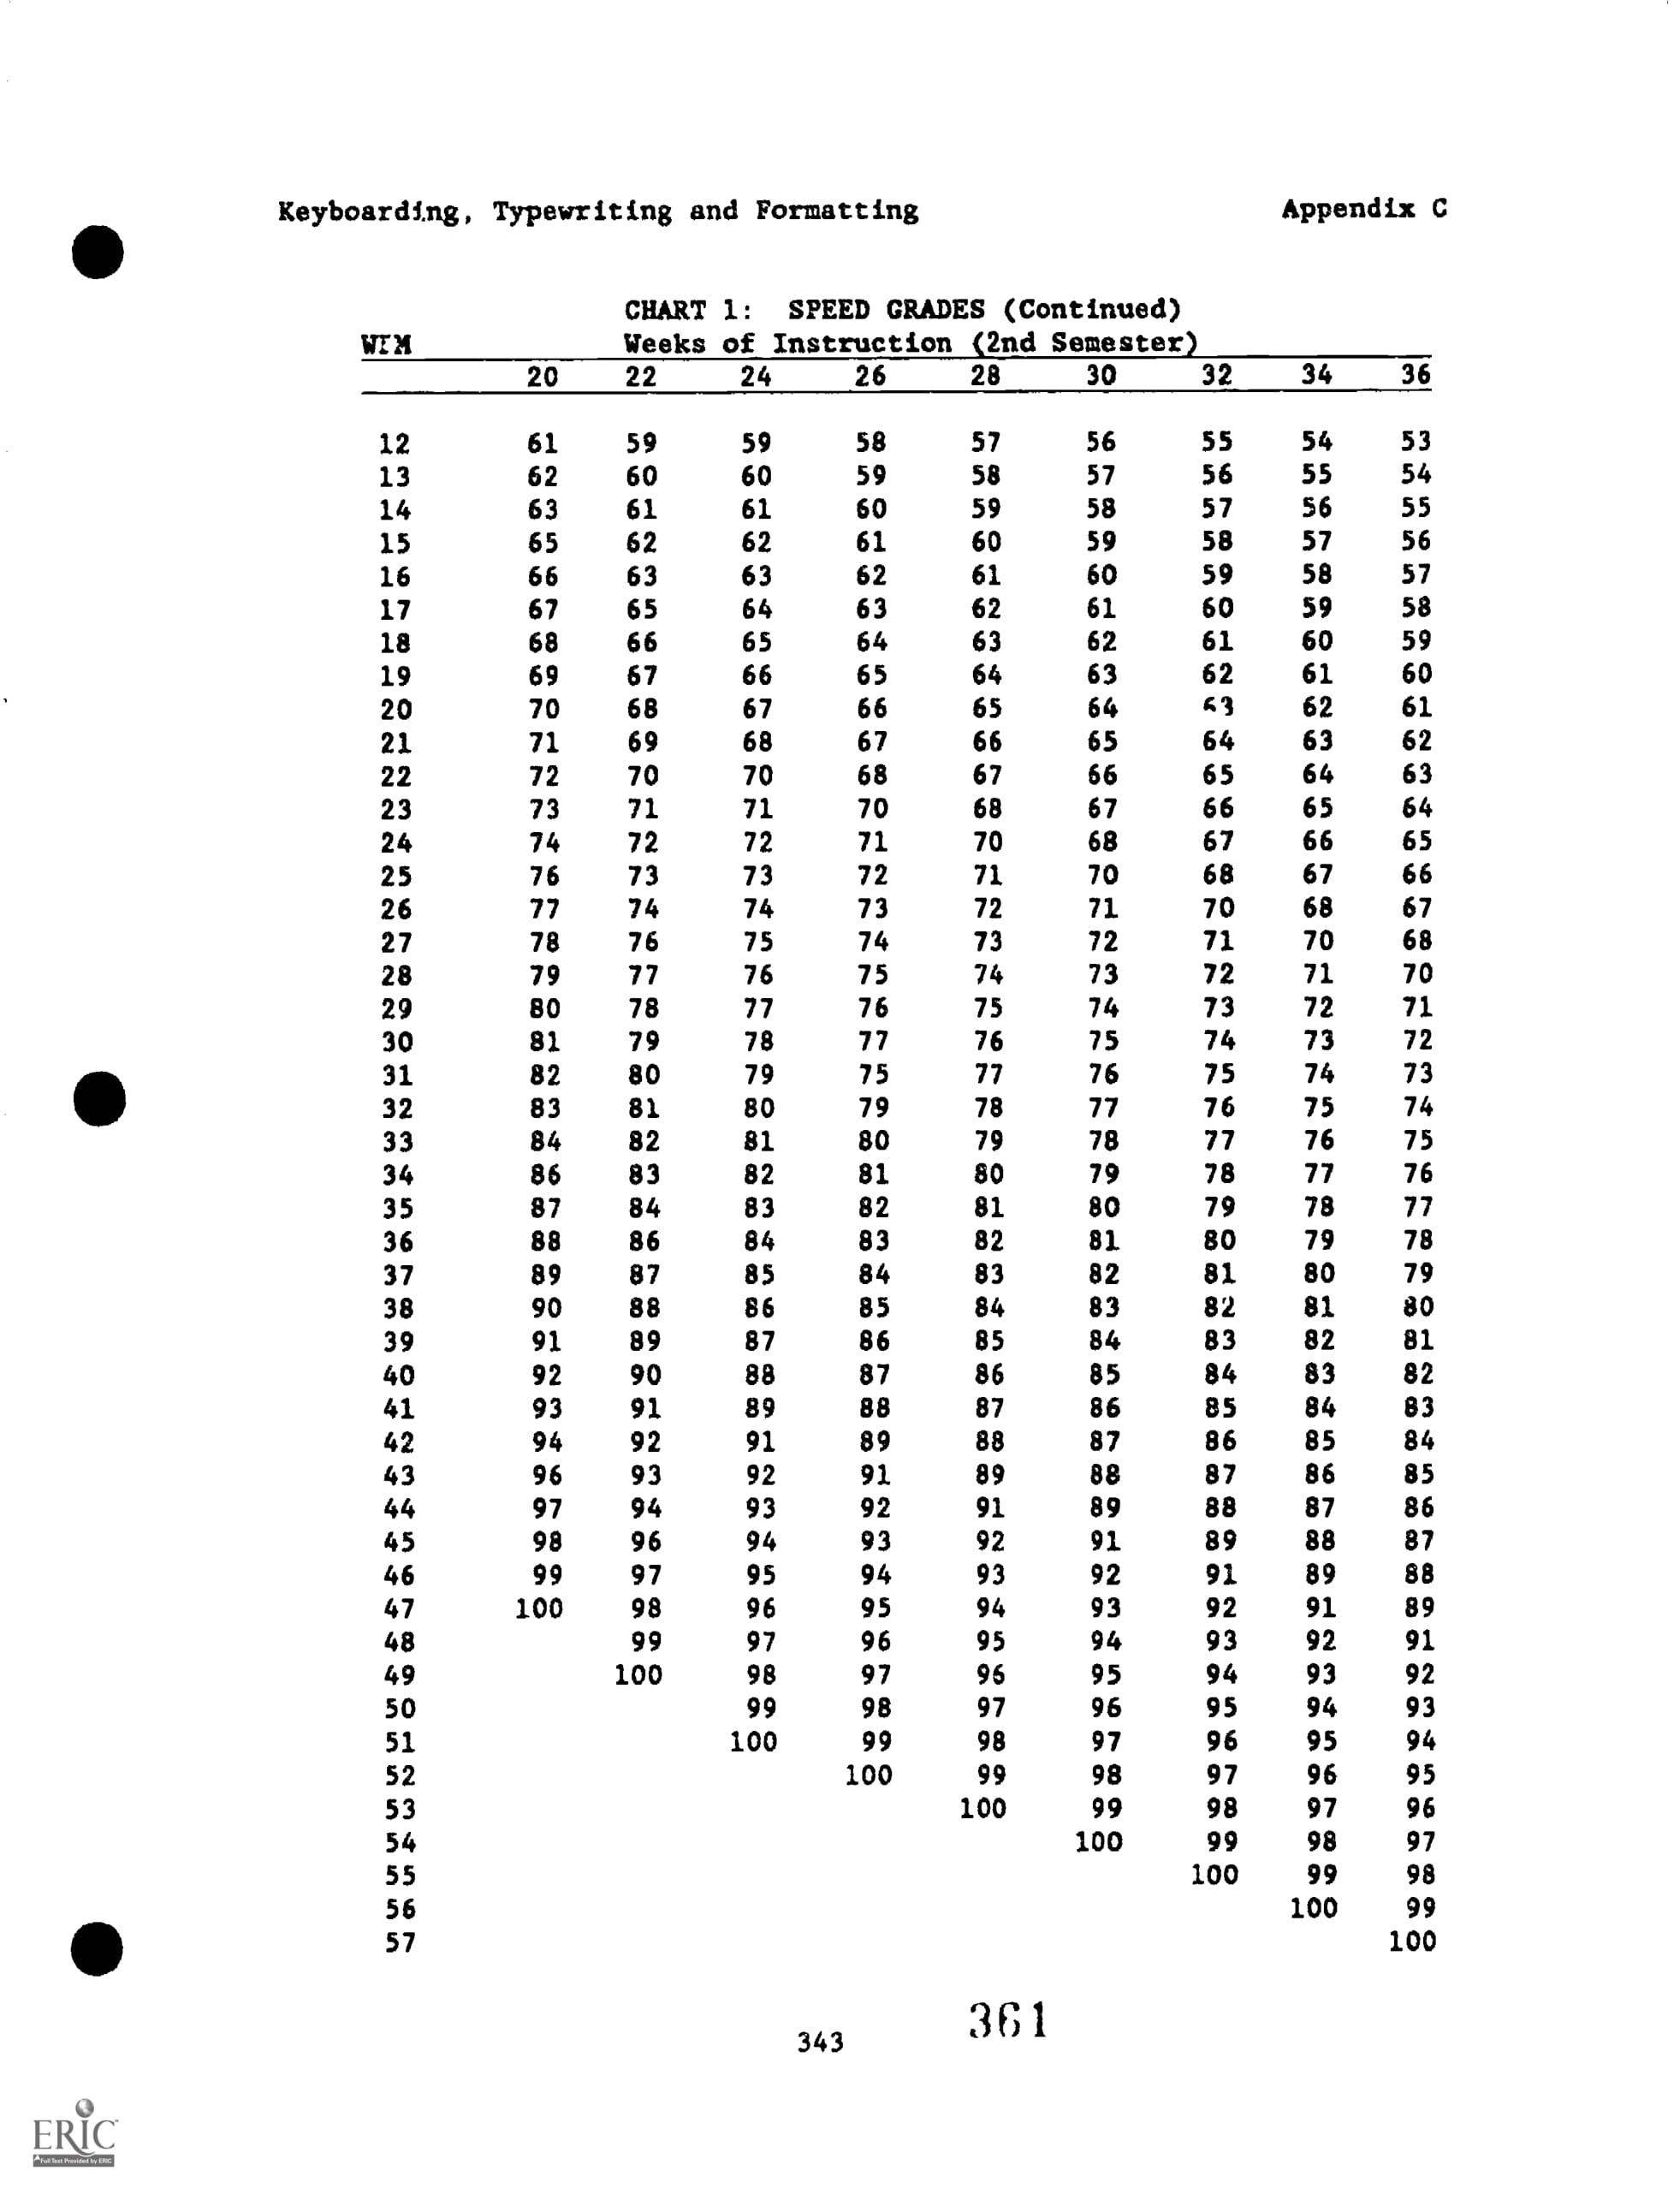 Keyboarding, Typewriting and Formatting Appendix C
CHART 1: SPEED GRADES (Continued)
WPM Weeks of Instruction (2nd Semester)
20 22 24 26 28 30 32 34 36
12 61 59 59 58 57 56 55 54 53
13 62 60 60 59 58 57 56 55 54
14 63 61 61 60 59 58 57 56 55
15 65 62 62 61 60 59 58 57 56
16 66 63 63 62 61 60 59 58 57
17 67 65 64 63 62 61 60 59 58
18 68 66 65 64 63 62 61 60 59
19 69 67 66 65 64 63 62 61 60
20 70 68 67 66 65 64 63 62 61
21 71 69 68 67 66 65 64 63 62
22 72 70 70 68 67 66 65 64 63
23 73 71 71 70 68 67 66 65 64
24 74 72 72 71 70 68 67 66 65
25 76 73 73 72 71 70 68 67 66
26 77 74 74 73 72 71 70 68 67
27 78 76 75 74 73 72 71 70 68
28 79 77 76 75 74 73 72 71 70
29 80 78 77 76 75 74 73 72 71
30 81 79 78 77 76 75 74 73 72
31 82 80 79 75 77 76 75 74 73
32 83 81 80 79 78 77 76 75 74
33 84 82 81 80 79 78 77 76 75
34 86 83 82 81 80 79 78 77 76
35 87 84 83 82 81 80 79 78 77
36 88 86 84 83 82 81 80 79 78
37 89 87 85 84 83 82 81 80 79
38 90 88 86 85 84 83 82 81 80
39 91 89 87 86 85 84 83 82 81
40 92 90 88 87 86 85 84 83 82
41 93 91 89 88 87 86 85 84 83
42 94 92 91 89 88 87 86 85 84
43 96 93 92 91 89 88 87 86 85
44 97 94 93 92 91 89 88 87 86
45 98 96 94 93 92 91 89 88 87
46 99 97 95 94 93 92 91 89 88
47 100 98 96 95 94 93 92 91 89
48 99 97 96 95 94 93 92 91
49 100 98 97 96 95 94 93 92
50 99 98 97 96 95 94 93
51 100 99 98 97 96 95 94
52 100 99 98 97 96 95
53 100 99 98 97 96
54 100 99 98 97
55 100 99 98
56 100 99
57 100
343 361
ERIC
Full Text Provided by ERIC